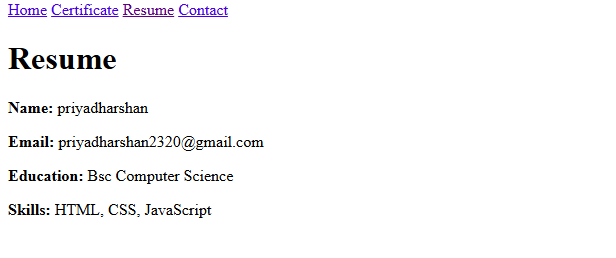 Home Certificate Resume Contact
Resume
Name: priyadharshan
Email: priyadharshan2320@gmail.com
Education: Bsc Computer Science
Skills: HTML, CSS, JavaScript